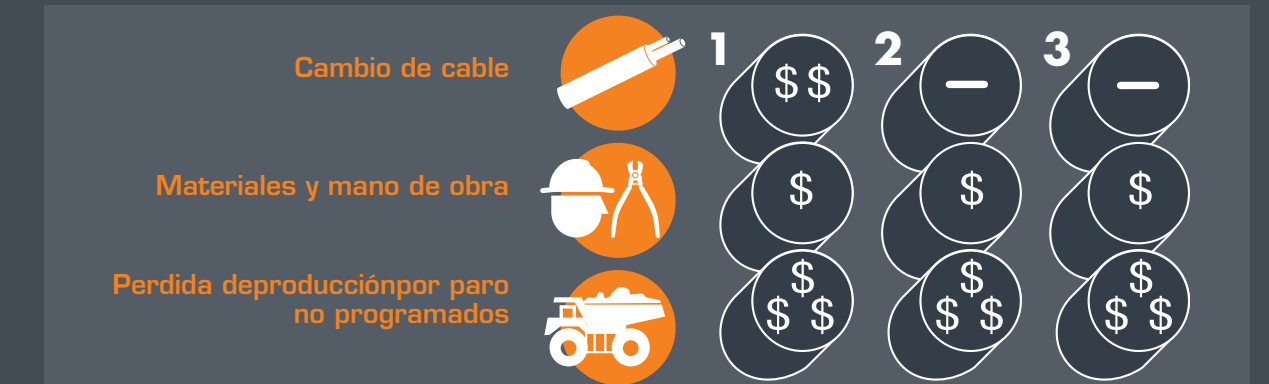 1 2 3
Cambio de cable $ $ — —
Materiales y mano de obra $ $ $
Perdida deproducciónpor paro
no programados
$ $ $
$ $ $ $ $ $